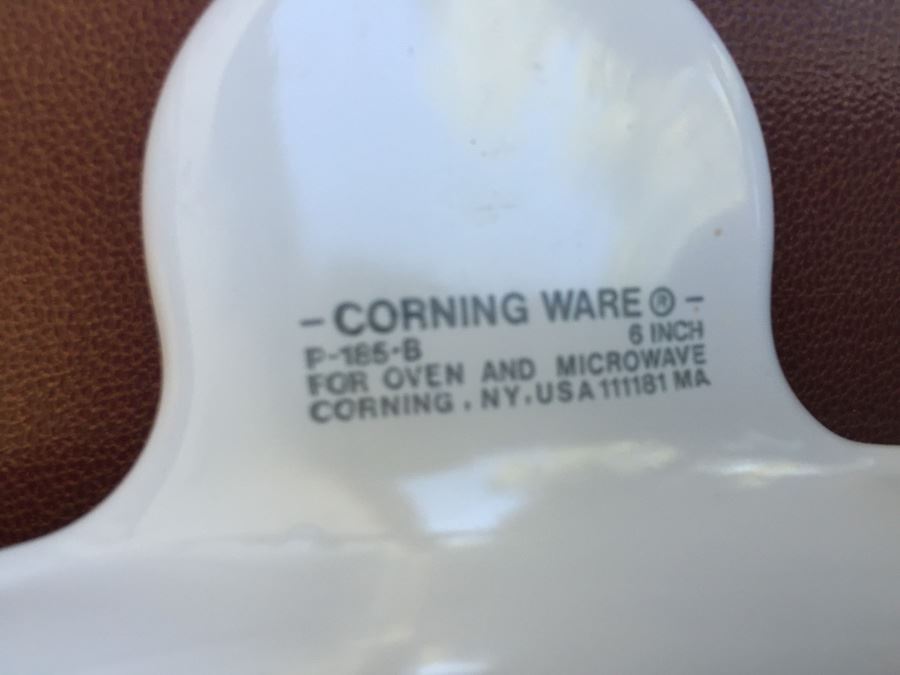 - CORNING WARE ® -
P-185-B 6 INCH
FOR OVEN AND MICROWAVE
CORNING, NY, USA 111181 MA